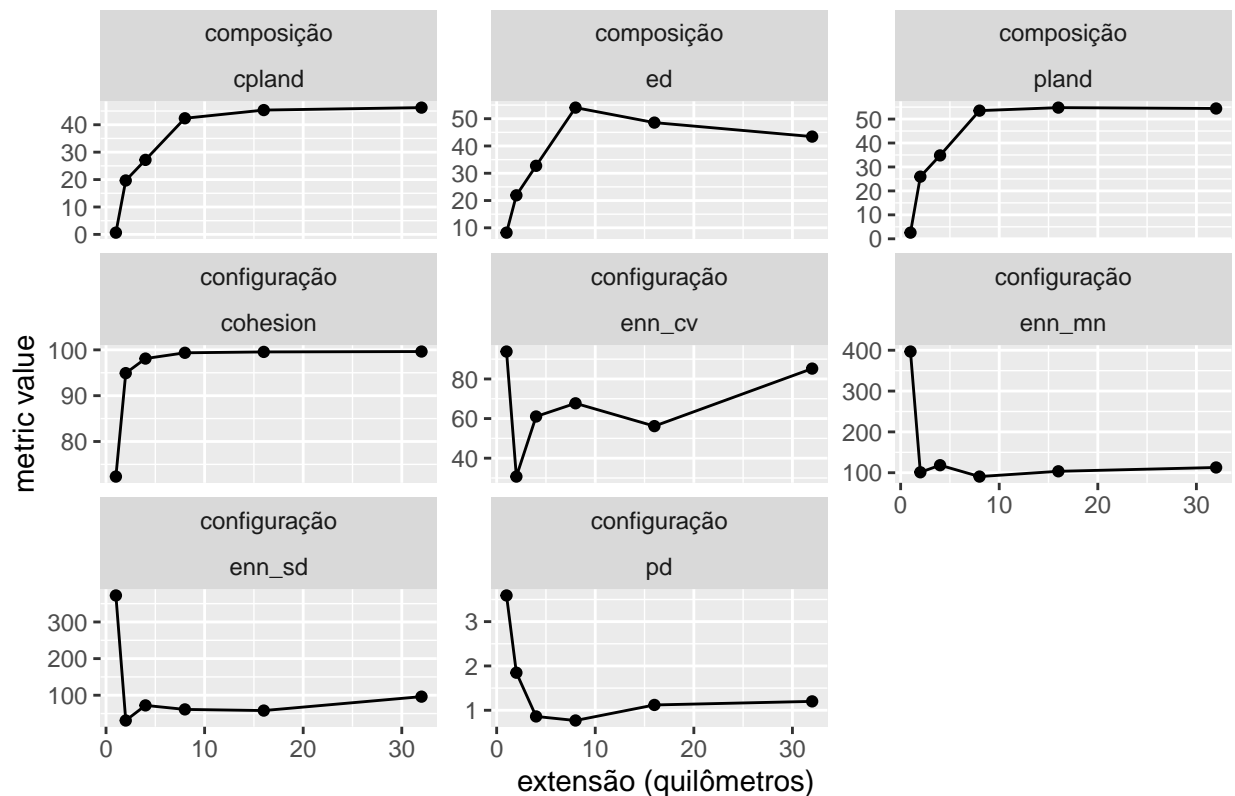 composição
cpland
40
30
20
10
0
composição
ed
50
40
30
20
10
composição
pland
50
40
30
20
10
0
metric value
configuração
cohesion
100
90
80
configuração
enn_cv
80
60
40
configuração
enn_mn
400
300
200
100
0 10 20 30
configuração
enn_sd
300
200
100
0 10 20 30
configuração
pd
3
2
1
0 10 20 30
extensão (quilômetros)